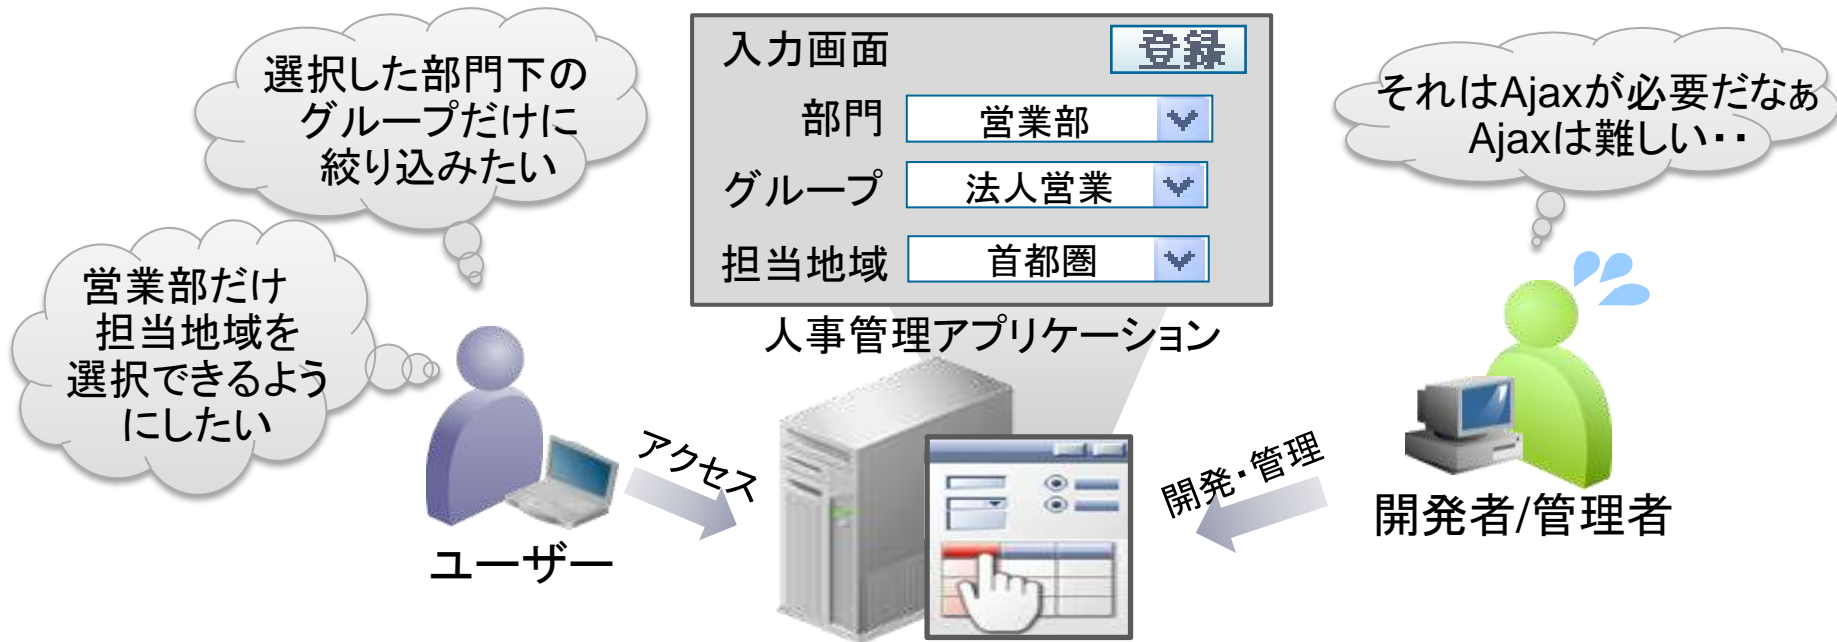 選択した部門下の
グループだけに
絞り込みたい
営業部だけ
担当地域を
選択できるよう
にしたい
入力画面
登録
部門
営業部
グループ
法人営業
担当地域
首都圏
人事管理アプリケーション
それはAjaxが必要だなぁ
Ajaxは難しい・・
アクセス
開発・管理
ユーザー
開発者/管理者